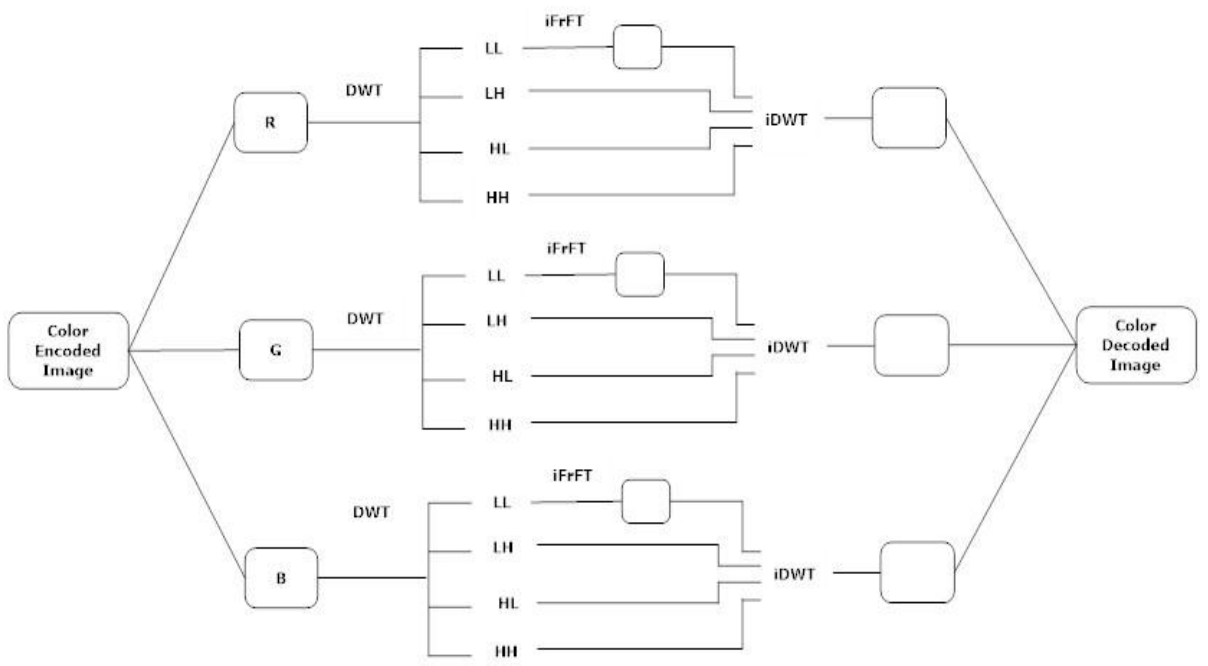 iFrFT
LL
DWT
LH
R
iDWT
HL
HH
iFrFT
LL
DWT
LH
Color
Encoded
Image
G
iDWT
Color
Decoded
Image
HL
HH
iFrFT
LL
DWT
LH
B
iDWT
HL
HH